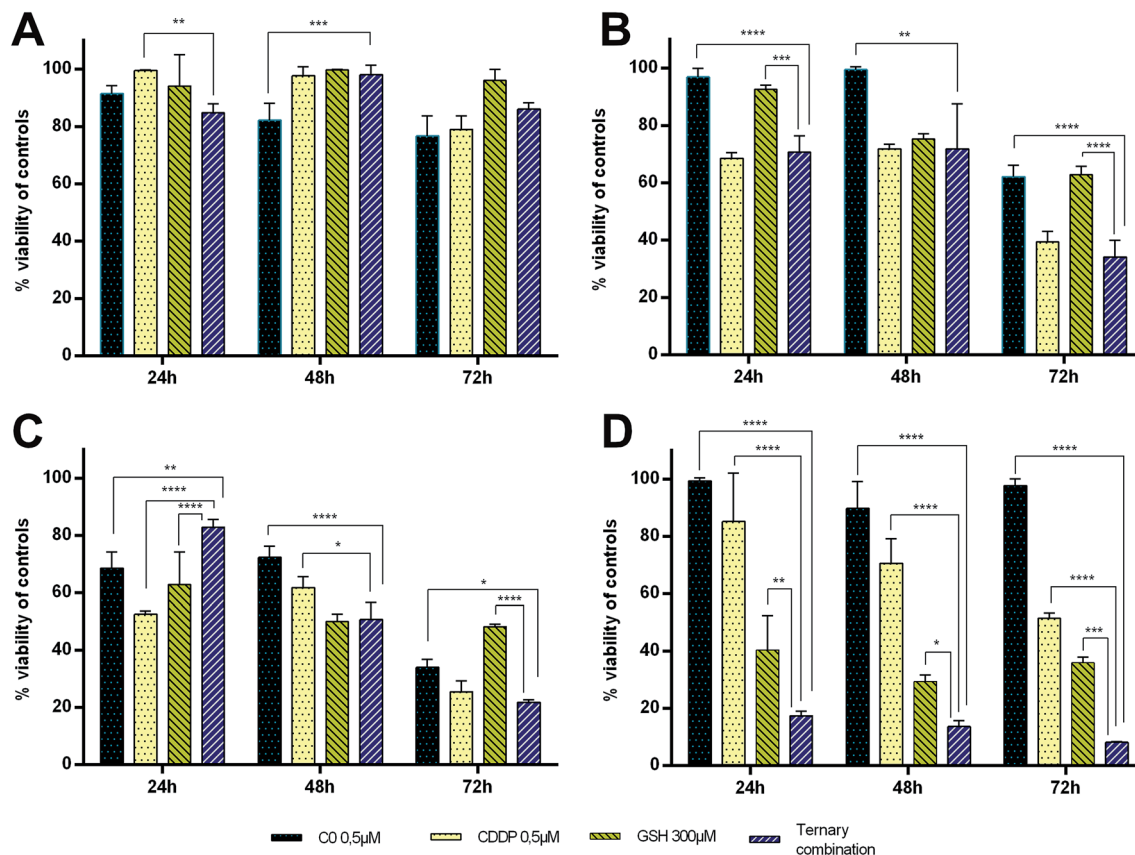 A
B
% viability of controls
100
80
60
40
20
0
**
***
24h
48h
72h
% viability of controls
100
80
60
40
20
0
****
***
**
****
****
24h
48h
72h
C
D
% viability of controls
100
80
60
40
20
0
**
****
****
****
*
*
****
24h
48h
72h
% viability of controls
100
80
60
40
20
0
****
****
**
****
****
*
****
****
***
24h
48h
72h
C0 0,5µM
CDDP 0,5µM
GSH 300µM
Ternary
combination